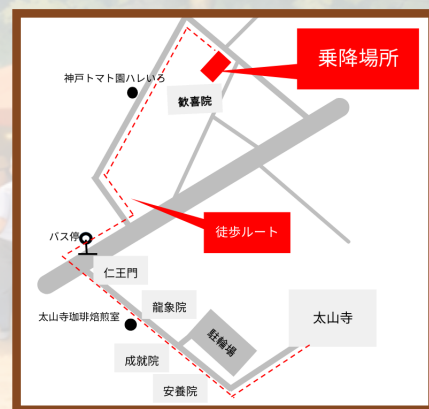 乗降場所
神戸トマト園ハレいろ
歓喜院
徒歩ルート
バス停
仁王門
龍象院
太山寺
太山寺珈琲焙煎室
駐輪場
成就院
安養院